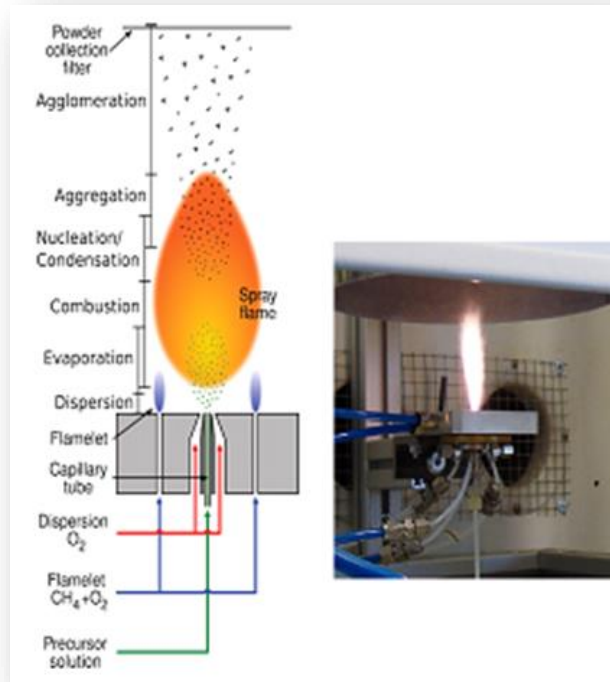 Powder
collection
filter
Agglomeration
Aggregation
Nucleation/
Condensation
Combustion
Spray
flame
Evaporation
Dispersion
Flamelet
Capillary
tube
Dispersion
O₂
Flamelet
CH₄+O₂
Precursor
solution